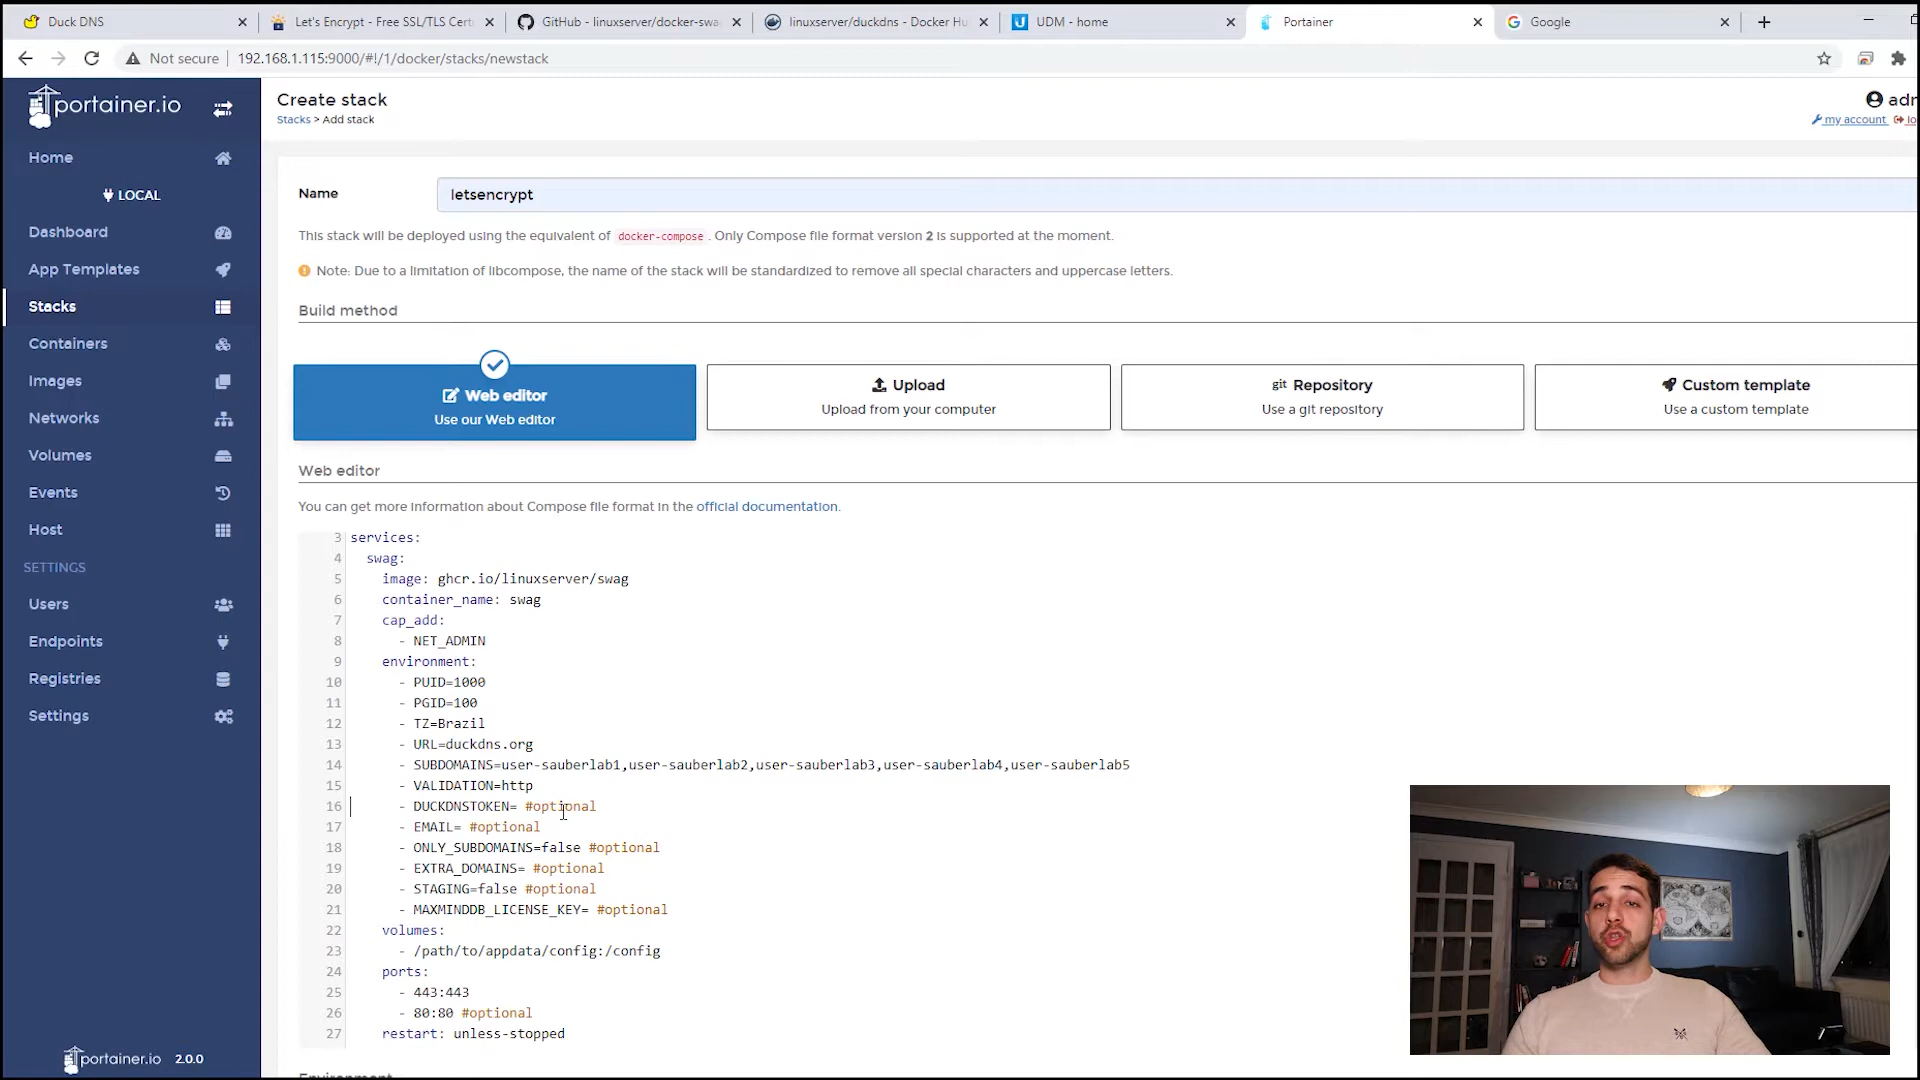 Duck DNS
Let's Encrypt - Free SSL/TLS Cert
GitHub - linuxserver/docker-swa
linuxserver/duckdns - Docker Hu
UDM - home
Portainer
Google
Not secure
192.168.1.115:9000/#!/1/docker/stacks/newstack
portainer.io
Home
LOCAL
Dashboard
App Templates
Stacks
Containers
Images
Networks
Volumes
Events
Host
SETTINGS
Users
Endpoints
Registries
Settings
portainer.io 2.0.0
Create stack
Stacks > Add stack
adm
my account lo
Name
letsencrypt
This stack will be deployed using the equivalent of docker-compose . Only Compose file format version 2 is supported at the moment.
Note: Due to a limitation of libcompose, the name of the stack will be standardized to remove all special characters and uppercase letters.
Build method
Web editor
Use our Web editor
Upload
Upload from your computer
git Repository
Use a git repository
Custom template
Use a custom template
Web editor
You can get more information about Compose file format in the official documentation.
3 services:
4 swag:
5 image: ghcr.io/linuxserver/swag
6 container_name: swag
7 cap_add:
8 - NET_ADMIN
9 environment:
10 - PUID=1000
11 - PGID=100
12 - TZ=Brazil
13 - URL=duckdns.org
14 - SUBDOMAINS=user-sauberlab1,user-sauberlab2,user-sauberlab3,user-sauberlab4,user-sauberlab5
15 - VALIDATION=http
16 - DUCKDNSTOKEN= #optional
17 - EMAIL= #optional
18 - ONLY_SUBDOMAINS=false #optional
19 - EXTRA_DOMAINS= #optional
20 - STAGING=false #optional
21 - MAXMINDDB_LICENSE_KEY= #optional
22 volumes:
23 - /path/to/appdata/config:/config
24 ports:
25 - 443:443
26 - 80:80 #optional
27 restart: unless-stopped
Environment